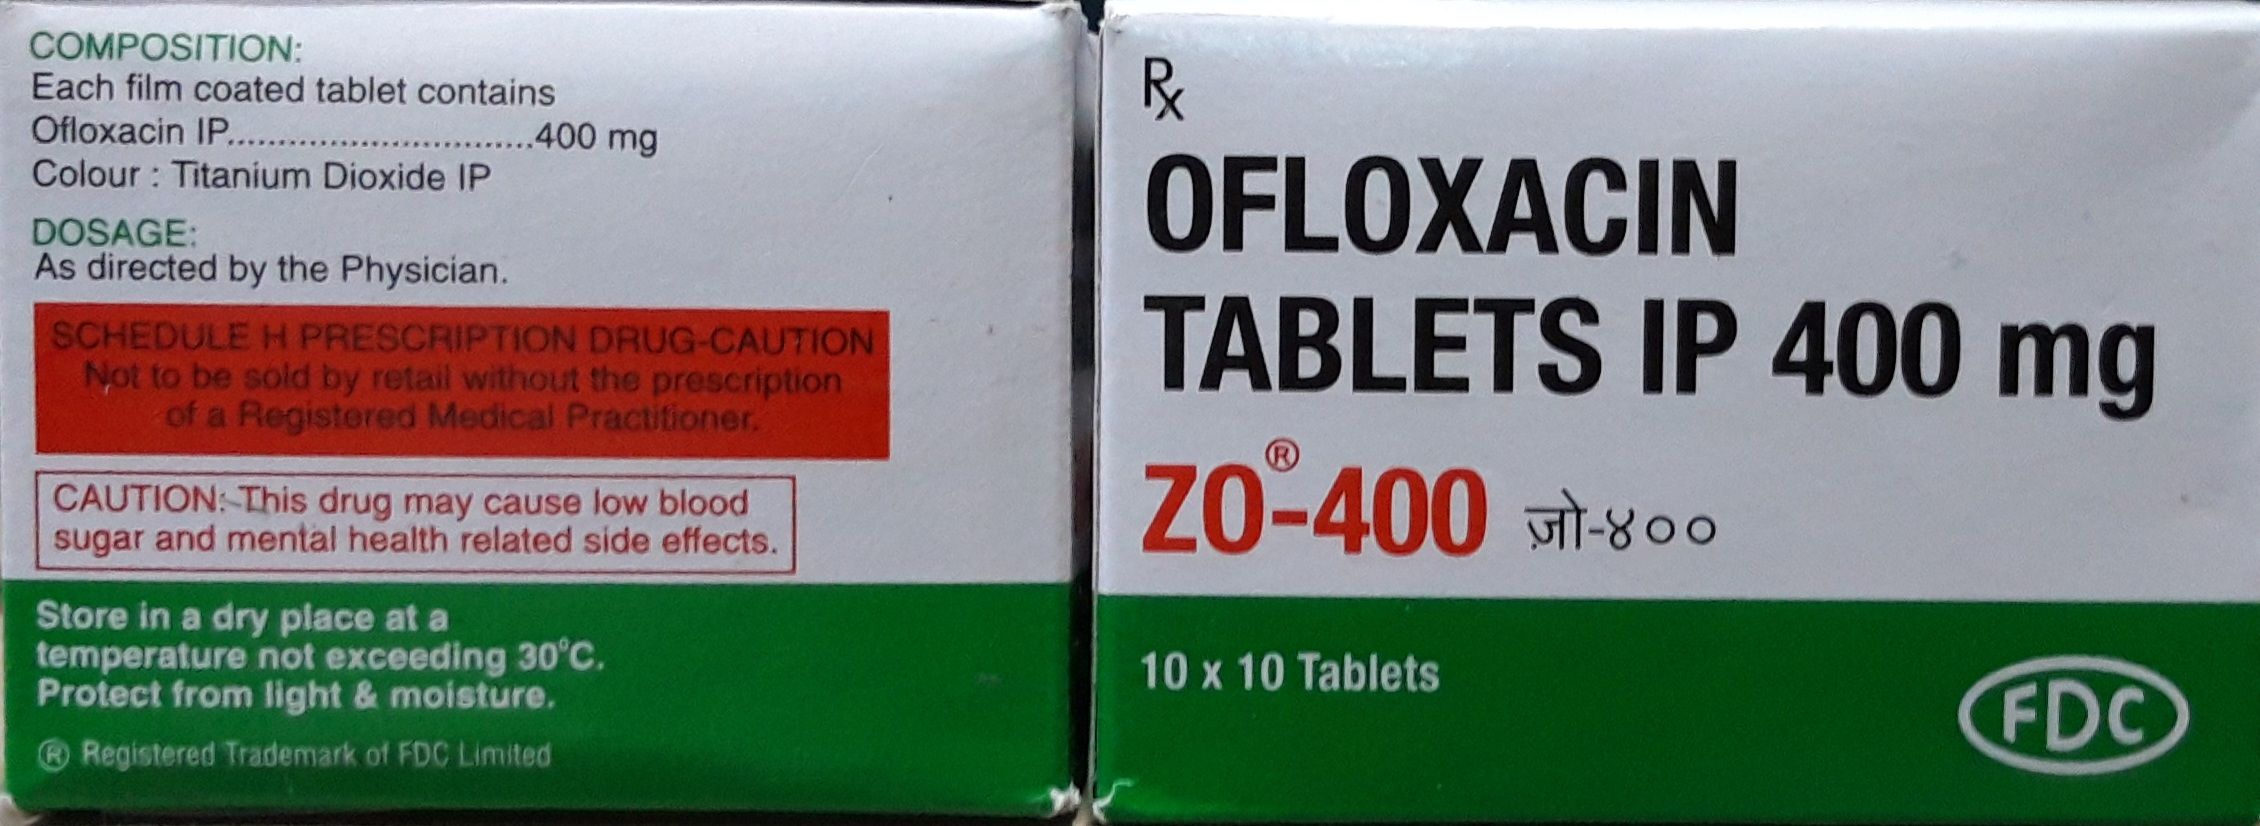 COMPOSITION:
Each film coated tablet contains
Ofloxacin IP................................400 mg
Colour : Titanium Dioxide IP
DOSAGE:
As directed by the Physician.
SCHEDULE H PRESCRIPTION DRUG-CAUTION
Not to be sold by retail without the prescription
of a Registered Medical Practitioner.
CAUTION: This drug may cause low blood
sugar and mental health related side effects.
Store in a dry place at a
temperature not exceeding 30°C.
Protect from light & moisture.
® Registered Trademark of FDC Limited
Rx
OFLOXACIN
TABLETS IP 400 mg
ZO®-400 ज़ो-४००
10 x 10 Tablets
FDC